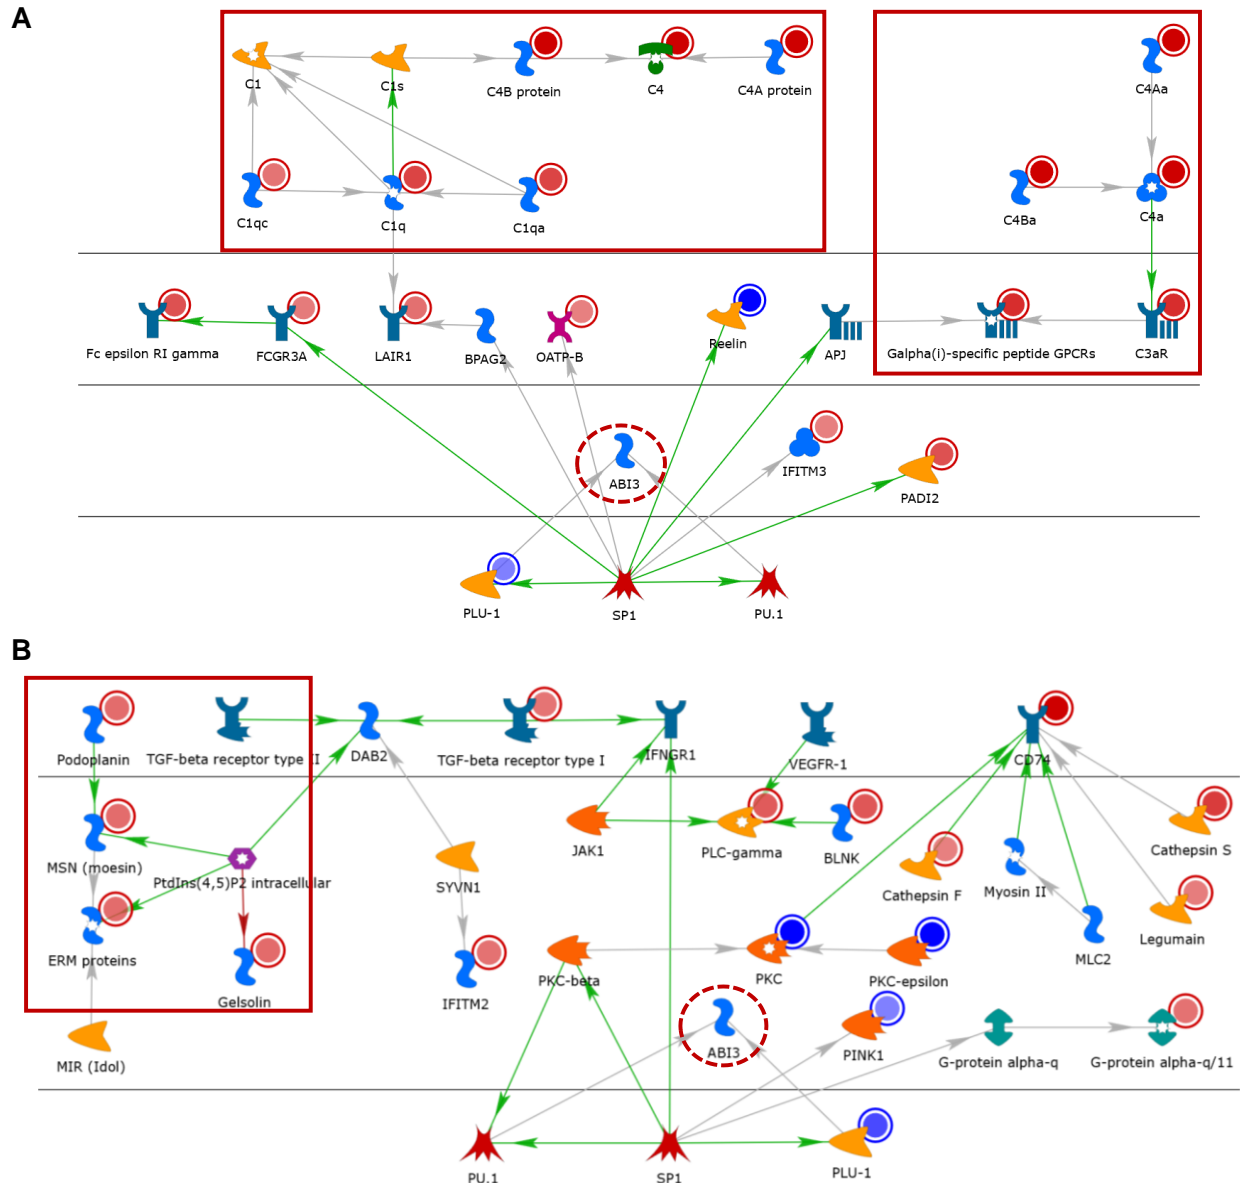 A
C1
C1s
C4B protein
C4
C4A protein
C4Aa
C1qc
C1q
C1qa
C4Ba
C4a
Fc epsilon RI gamma
FCGR3A
LAIR1
BPAG2
OATP-B
Reelin
APJ
Galpha(i)-specific peptide GPCRs
C3aR
ABI3
IFITM3
PADI2
PLU-1
SP1
PU.1
B
Podoplanin
TGF-beta receptor type II
DAB2
TGF-beta receptor type I
IFNGR1
VEGFR-1
CD74
MSN (moesin)
PtdIns(4,5)P2 intracellular
SYVN1
JAK1
PLC-gamma
BLNK
Cathepsin F
Myosin II
Cathepsin S
ERM proteins
Gelsolin
IFITM2
PKC-beta
PKC
PKC-epsilon
MLC2
Legumain
MIR (Idol)
ABI3
PINK1
G-protein alpha-q
G-protein alpha-q/11
PU.1
SP1
PLU-1